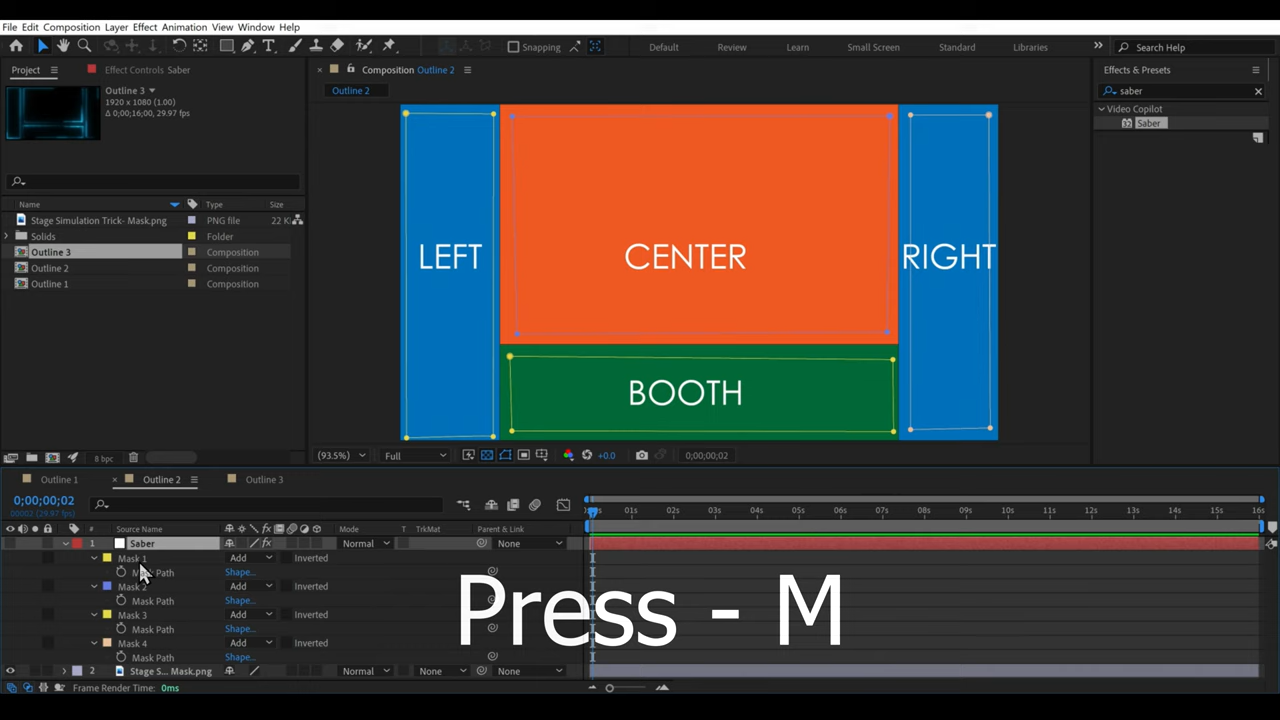 File Edit Composition Layer Effect Animation View Window Help
Snapping
Default Review Learn Small Screen Standard Libraries
Search Help
Project
Effect Controls Saber
Outline 3
1920 x 1080 (1.00)
Δ 0;00;16;00, 29.97 fps
Name Type Size
Stage Simulation Trick- Mask.png PNG file 22 K
Solids Folder
Outline 3 Composition
Outline 2 Composition
Outline 1 Composition
8 bpc
Composition Outline 2
Outline 2
LEFT
CENTER
RIGHT
BOOTH
(93.5%) Full +0.0 0;00;00;02
Effects & Presets
saber
Video Copilot
32 Saber
Outline 1 Outline 2 Outline 3
0;00;00;02
00002 (29.97 fps)
# Source Name Mode T TrkMat Parent & Link
01s 02s 03s 04s 05s 06s 07s 08s 09s 10s 11s 12s 13s 14s 15s 16s
1 Saber fx Normal None
Mask 1 Add Inverted
Path Shape...
Mask 2 Add Inverted
Mask Path Shape...
Mask 3 Add Inverted
Mask Path Shape...
Mask 4 Add Inverted
Mask Path Shape...
2 Stage S... Mask.png Normal None None
Frame Render Time: 0ms
Press - M